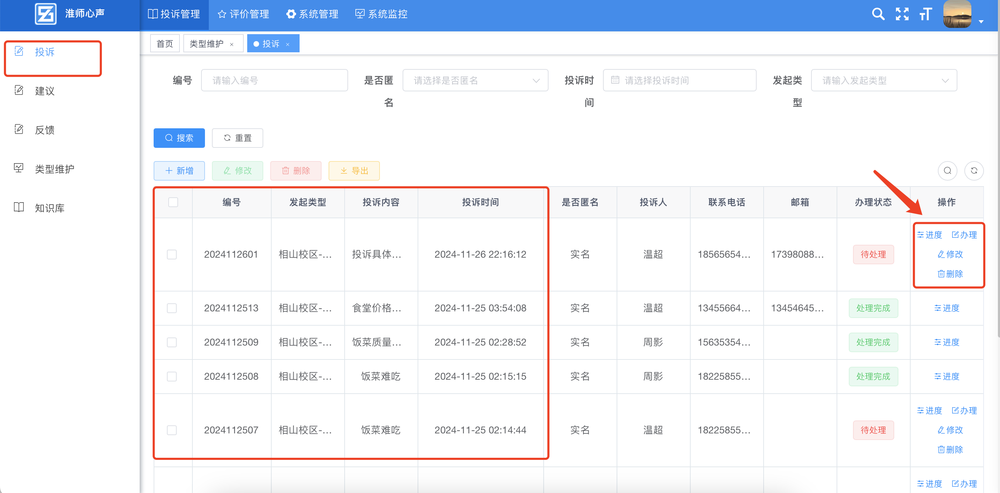 淮师心声
投诉管理 评价管理 系统管理 系统监控
投诉
建议
反馈
类型维护
知识库
首页 类型维护 × 投诉 ×
编号 请输入编号 是否匿名 请选择是否匿名 投诉时间 请选择投诉时间 发起类型 请输入发起类型
搜索 重置
新增 修改 删除 导出
编号 发起类型 投诉内容 投诉时间 是否匿名 投诉人 联系电话 邮箱 办理状态 操作
2024112601 相山校区-... 投诉具体... 2024-11-26 22:16:12 实名 温超 18565654... 17398088... 待处理 进度 办理 修改 删除
2024112513 相山校区-... 食堂价格... 2024-11-25 03:54:08 实名 温超 13455664... 13454645... 处理完成 进度
2024112509 相山校区-... 饭菜质量... 2024-11-25 02:28:52 实名 周影 15635354... 处理完成 进度
2024112508 相山校区-... 饭菜难吃 2024-11-25 02:15:15 实名 周影 18225855... 处理完成 进度
2024112507 相山校区-... 饭菜难吃 2024-11-25 02:14:44 实名 温超 18225855... 待处理 进度 办理 修改 删除
进度 办理